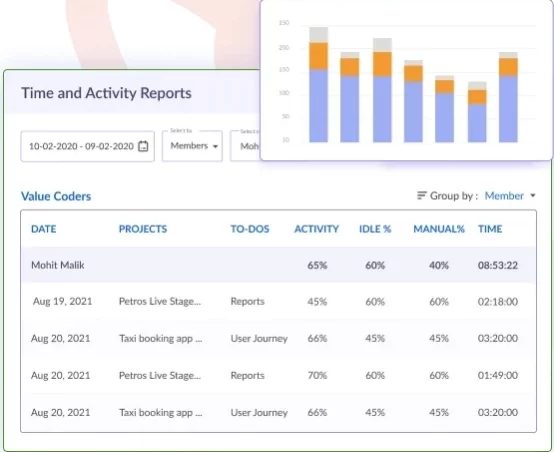 250
200
150
100
50
10
Time and Activity Reports
10-02-2020 - 09-02-2020
Select by
Members
Moh
Value Coders
Group by : Member
DATE PROJECTS TO-DOS ACTIVITY IDLE % MANUAL% TIME
Mohit Malik 65% 60% 40% 08:53:22
Aug 19, 2021 Petros Live Stage... Reports 45% 60% 60% 02:18:00
Aug 20, 2021 Taxi booking app ... User Journey 66% 45% 45% 03:20:00
Aug 20, 2021 Petros Live Stage... Reports 70% 60% 60% 01:49:00
Aug 20, 2021 Taxi booking app ... User Journey 66% 45% 45% 03:20:00